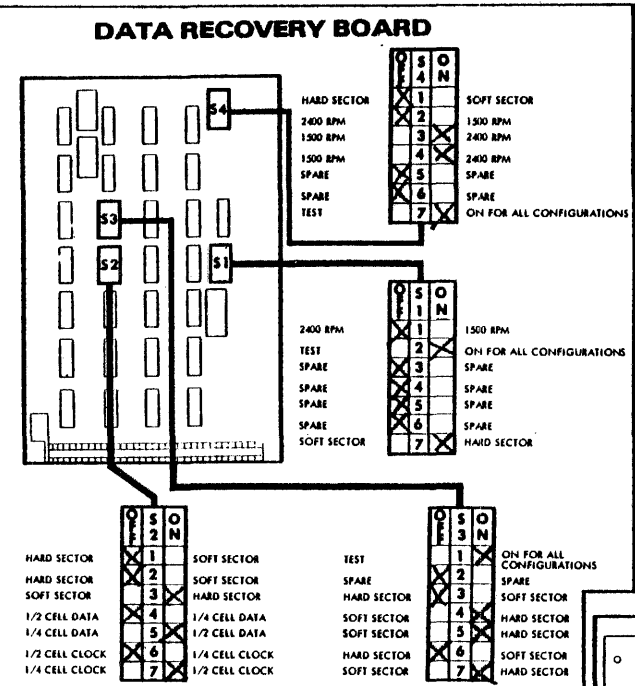 DATA RECOVERY BOARD
OFF S4 ON
HARD SECTOR 1 SOFT SECTOR
2400 RPM 2 1500 RPM
1500 RPM 3 2400 RPM
1500 RPM 4 2400 RPM
SPARE 5 SPARE
SPARE 6 SPARE
TEST 7 ON FOR ALL CONFIGURATIONS
S4
S3
S2
S1
OFF S1 ON
2400 RPM 1 1500 RPM
TEST 2 ON FOR ALL CONFIGURATIONS
SPARE 3 SPARE
SPARE 4 SPARE
SPARE 5 SPARE
SPARE 6 SPARE
SOFT SECTOR 7 HARD SECTOR
OFF S2 ON
HARD SECTOR 1 SOFT SECTOR
HARD SECTOR 2 SOFT SECTOR
SOFT SECTOR 3 HARD SECTOR
1/2 CELL DATA 4 1/4 CELL DATA
1/4 CELL DATA 5 1/2 CELL DATA
1/2 CELL CLOCK 6 1/4 CELL CLOCK
1/4 CELL CLOCK 7 1/2 CELL CLOCK
OFF S3 ON
TEST 1 ON FOR ALL
CONFIGURATIONS
SPARE 2 SPARE
HARD SECTOR 3 SOFT SECTOR
SOFT SECTOR 4 HARD SECTOR
SOFT SECTOR 5 HARD SECTOR
HARD SECTOR 6 SOFT SECTOR
SOFT SECTOR 7 HARD SECTOR